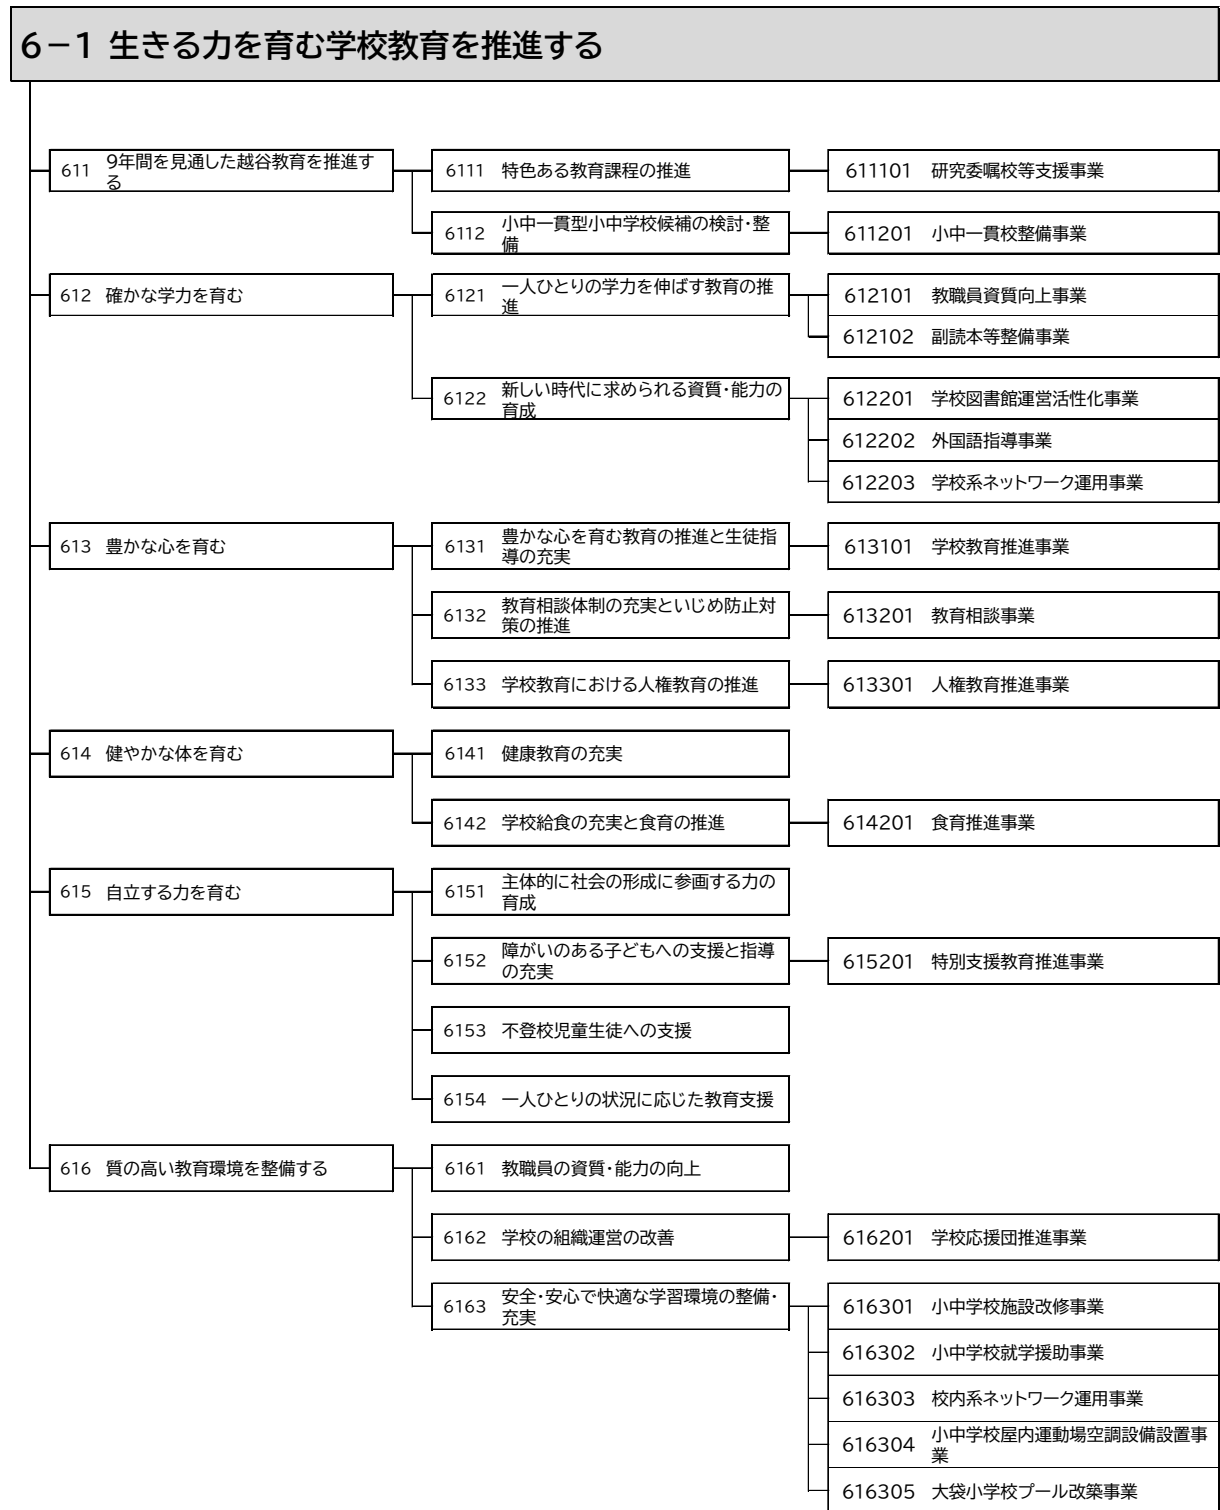 6－1 生きる力を育む学校教育を推進する
611 9年間を見通した越谷教育を推進す
る
6111 特色ある教育課程の推進
611101 研究委嘱校等支援事業
6112 小中一貫型小中学校候補の検討・整
備
611201 小中一貫校整備事業
612 確かな学力を育む
6121 一人ひとりの学力を伸ばす教育の推
進
612101 教職員資質向上事業
612102 副読本等整備事業
6122 新しい時代に求められる資質・能力の
育成
612201 学校図書館運営活性化事業
612202 外国語指導事業
612203 学校系ネットワーク運用事業
613 豊かな心を育む
6131 豊かな心を育む教育の推進と生徒指
導の充実
613101 学校教育推進事業
6132 教育相談体制の充実といじめ防止対
策の推進
613201 教育相談事業
6133 学校教育における人権教育の推進
613301 人権教育推進事業
614 健やかな体を育む
6141 健康教育の充実
6142 学校給食の充実と食育の推進
614201 食育推進事業
615 自立する力を育む
6151 主体的に社会の形成に参画する力の
育成
6152 障がいのある子どもへの支援と指導
の充実
615201 特別支援教育推進事業
6153 不登校児童生徒への支援
6154 一人ひとりの状況に応じた教育支援
616 質の高い教育環境を整備する
6161 教職員の資質・能力の向上
6162 学校の組織運営の改善
616201 学校応援団推進事業
6163 安全・安心で快適な学習環境の整備・
充実
616301 小中学校施設改修事業
616302 小中学校就学援助事業
616303 校内系ネットワーク運用事業
616304 小中学校屋内運動場空調設備設置事
業
616305 大袋小学校プール改築事業